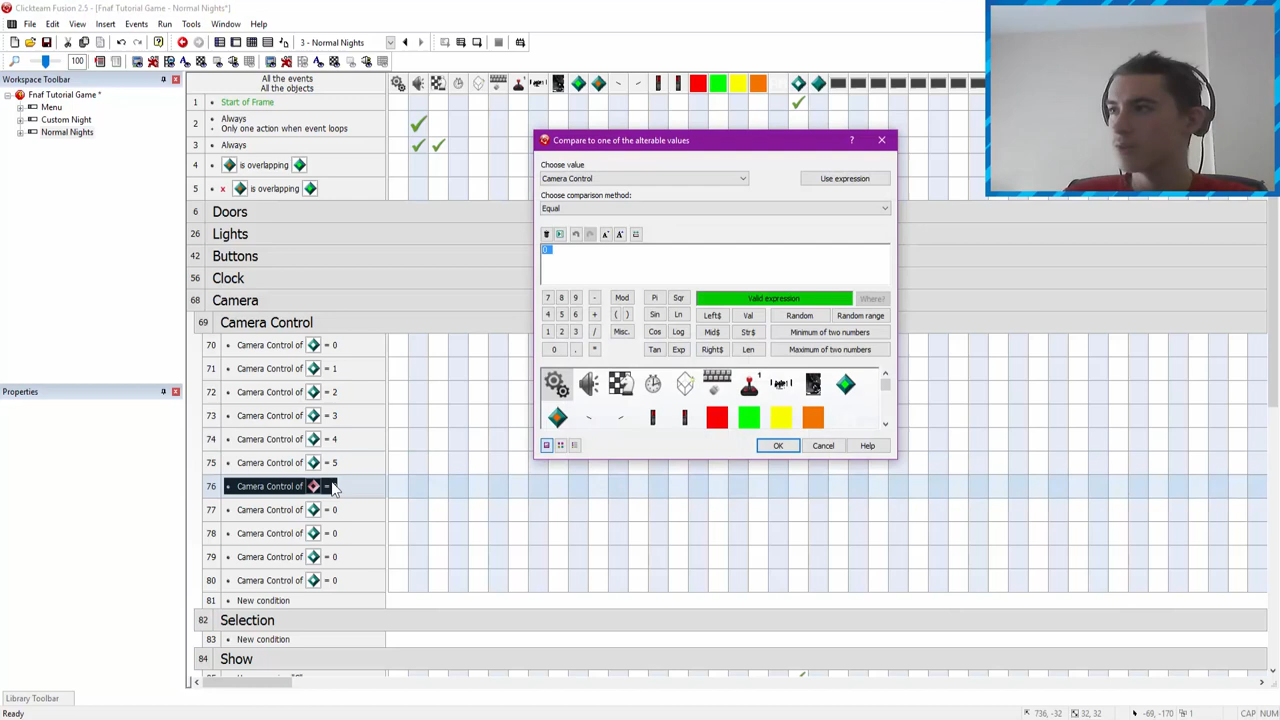 Clickteam Fusion 2.5 - [Fnaf Tutorial Game - Normal Nights*]
File Edit View Insert Events Run Tools Window Help
3 - Normal Nights
100
Workspace Toolbar
Fnaf Tutorial Game *
Menu
Custom Night
Normal Nights
Properties
Library Toolbar
Ready
All the events
All the objects
1 Start of Frame
2 Always
Only one action when event loops
3 Always
4 is overlapping
5 x is overlapping
6 Doors
26 Lights
42 Buttons
56 Clock
68 Camera
69 Camera Control
70 Camera Control of = 0
71 Camera Control of = 1
72 Camera Control of = 2
73 Camera Control of = 3
74 Camera Control of = 4
75 Camera Control of = 5
76 Camera Control of =
77 Camera Control of = 0
78 Camera Control of = 0
79 Camera Control of = 0
80 Camera Control of = 0
81 New condition
82 Selection
83 New condition
84 Show
Compare to one of the alterable values
Choose value
Camera Control
Use expression
Choose comparison method:
Equal
0
7 8 9 - Mod Pi Sqr Valid expression Where?
4 5 6 + ( ) Sin Ln Left$ Val Random Random range
1 2 3 / Misc. Cos Log Mid$ Str$ Minimum of two numbers
0 . * Tan Exp Right$ Len Maximum of two numbers
OK Cancel Help
736, -32 32, 32 -69, -170 1 CAP NUM